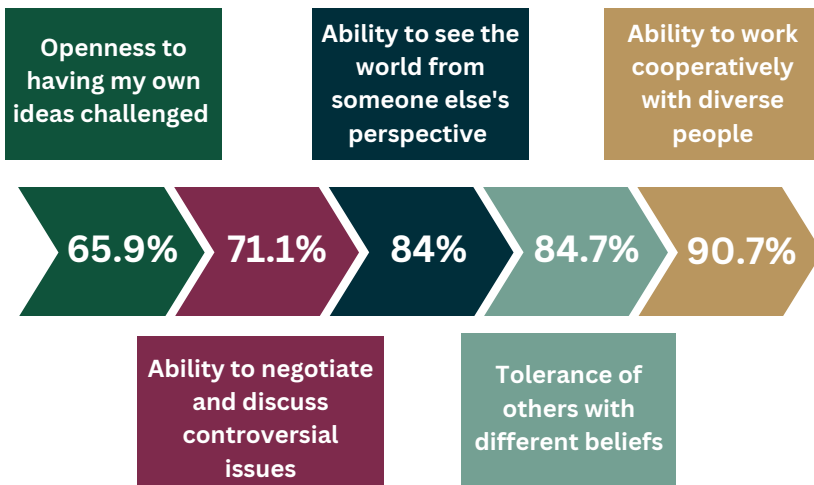 Openness to
having my own
ideas challenged
Ability to see the
world from
someone else's
perspective
Ability to work
cooperatively
with diverse
people
65.9%
71.1%
84%
84.7%
90.7%
Ability to negotiate
and discuss
controversial
issues
Tolerance of
others with
different beliefs